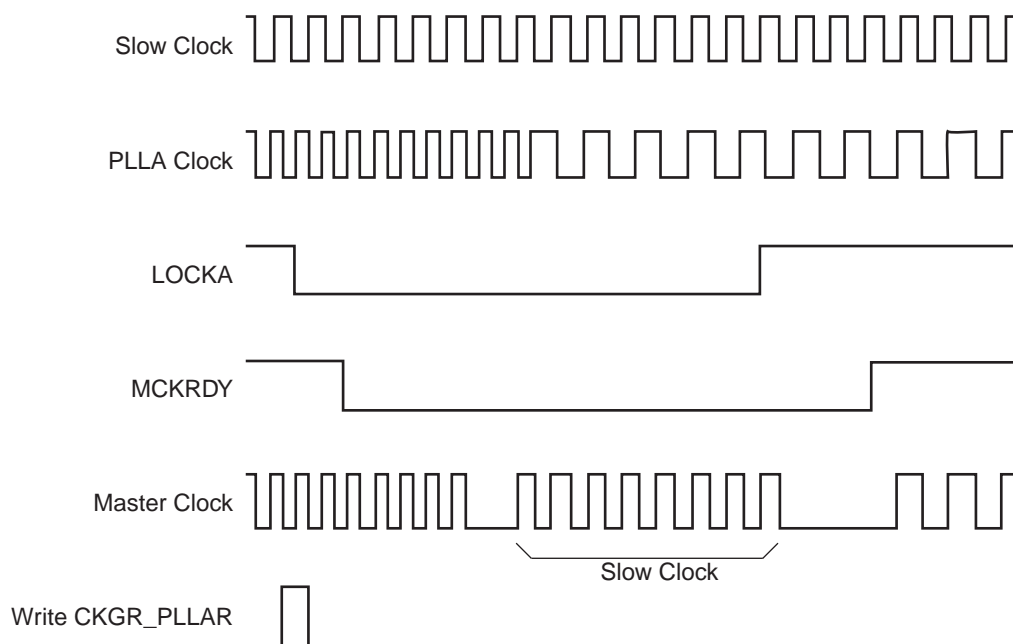 Slow Clock
PLLA Clock
LOCKA
MCKRDY
Master Clock
Slow Clock
Write CKGR_PLLAR